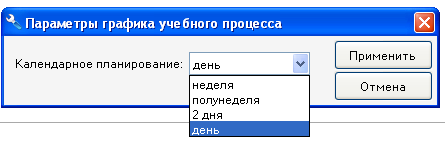 Параметры графика учебного процесса
Календарное планирование: день
Применить
Отмена
неделя
полунеделя
2 дня
день